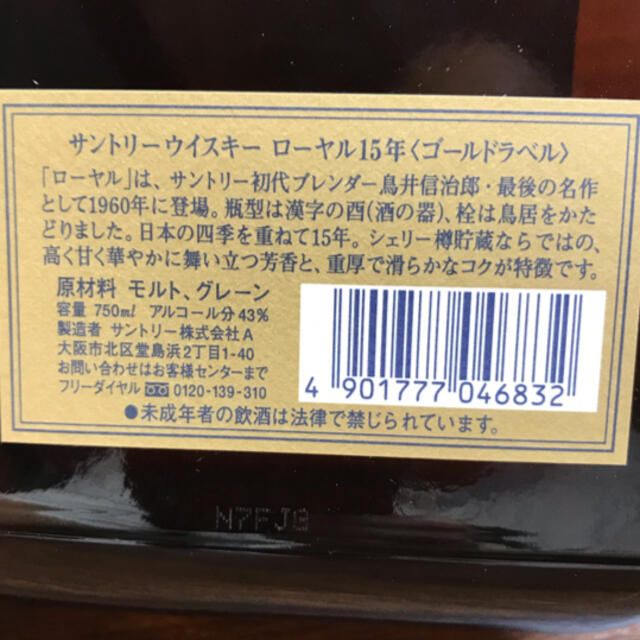 サントリーウイスキー ローヤル15年〈ゴールドラベル〉
「ローヤル」は、サントリー初代ブレンダー鳥井信治郎・最後の名作
として1960年に登場。瓶型は漢字の酉(酒の器)、栓は鳥居をかた
どりました。日本の四季を重ねて15年。シェリー樽貯蔵ならではの、
高く甘く華やかに舞い立つ芳香と、重厚で滑らかなコクが特徴です。
原材料 モルト、グレーン
容量 750ml アルコール分43%
製造者 サントリー株式会社A
大阪市北区堂島浜2丁目1-40
お問い合わせはお客様センターまで
フリーダイヤル 0120-139-310
4 901777 046832
●未成年者の飲酒は法律で禁じられています。